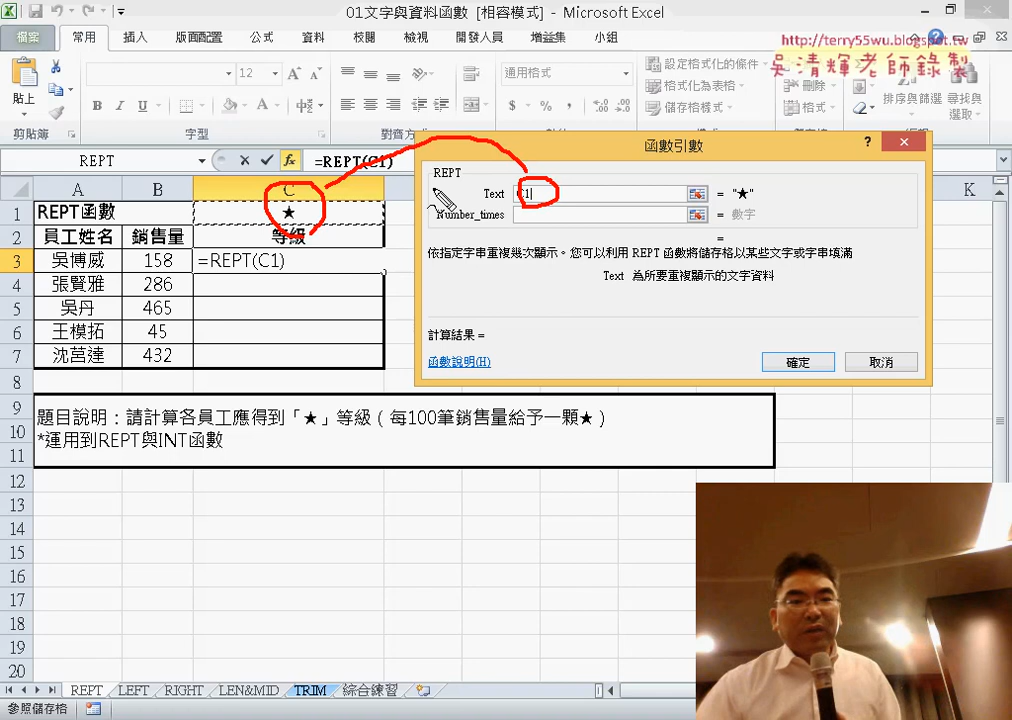 01文字與資料函數 [相容模式] - Microsoft Excel
檔案 常用 插入 版面配置 公式 資料 校閱 檢視 開發人員 增益集 小組
http://terry55wu.blogspot.tw
吳清輝老師錄製
貼上 12 A A 通用格式 設定格式化的條件 格式化為表格 儲存格樣式 刪除 格式 排序與篩選 尋找與選取
B I U A $ %
剪貼簿 字型 對齊方式
REPT fx =REPT(C1)
A B C K
1 REPT函數 ★
2 員工姓名 銷售量 等級
3 吳博威 158 =REPT(C1)
4 張賢雅 286
5 吳丹 465
6 王模拓 45
7 沈莒達 432
8
9
題目說明：請計算各員工應得到「★」等級（每100筆銷售量給予一顆★）
10
*運用到REPT與INT函數
11
12
13
14
15
16
17
18
19
20
函數引數 ?
REPT
Text C1 = "★"
Number_times = 數字
=
依指定字串重複幾次顯示。您可以利用 REPT 函數將儲存格以某些文字或字串填滿
Text 為所要重複顯示的文字資料
計算結果 =
函數說明(H) 確定 取消
REPT LEFT RIGHT LEN&MID TRIM 綜合練習
參照儲存格